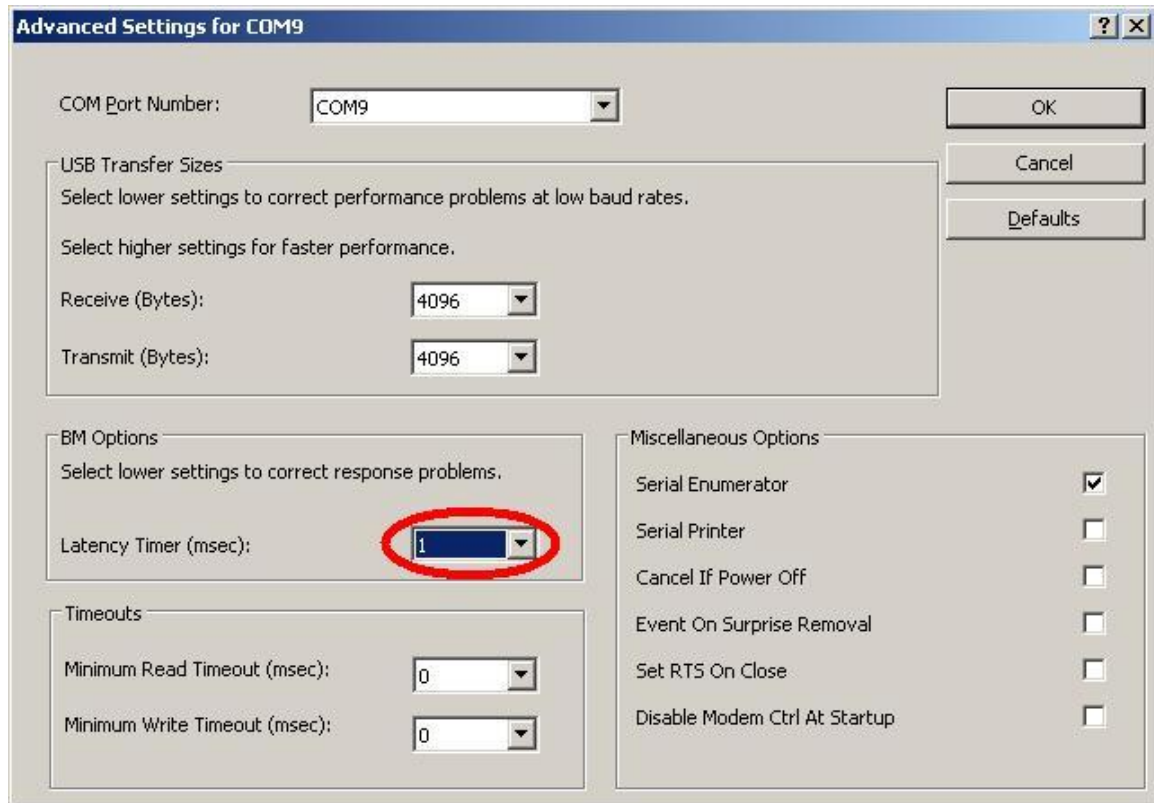 Advanced Settings for COM9
COM Port Number:
COM9
OK
Cancel
Defaults
USB Transfer Sizes
Select lower settings to correct performance problems at low baud rates.
Select higher settings for faster performance.
Receive (Bytes):
4096
Transmit (Bytes):
4096
BM Options
Select lower settings to correct response problems.
Latency Timer (msec):
1
Timeouts
Minimum Read Timeout (msec):
0
Minimum Write Timeout (msec):
0
Miscellaneous Options
Serial Enumerator
Serial Printer
Cancel If Power Off
Event On Surprise Removal
Set RTS On Close
Disable Modem Ctrl At Startup